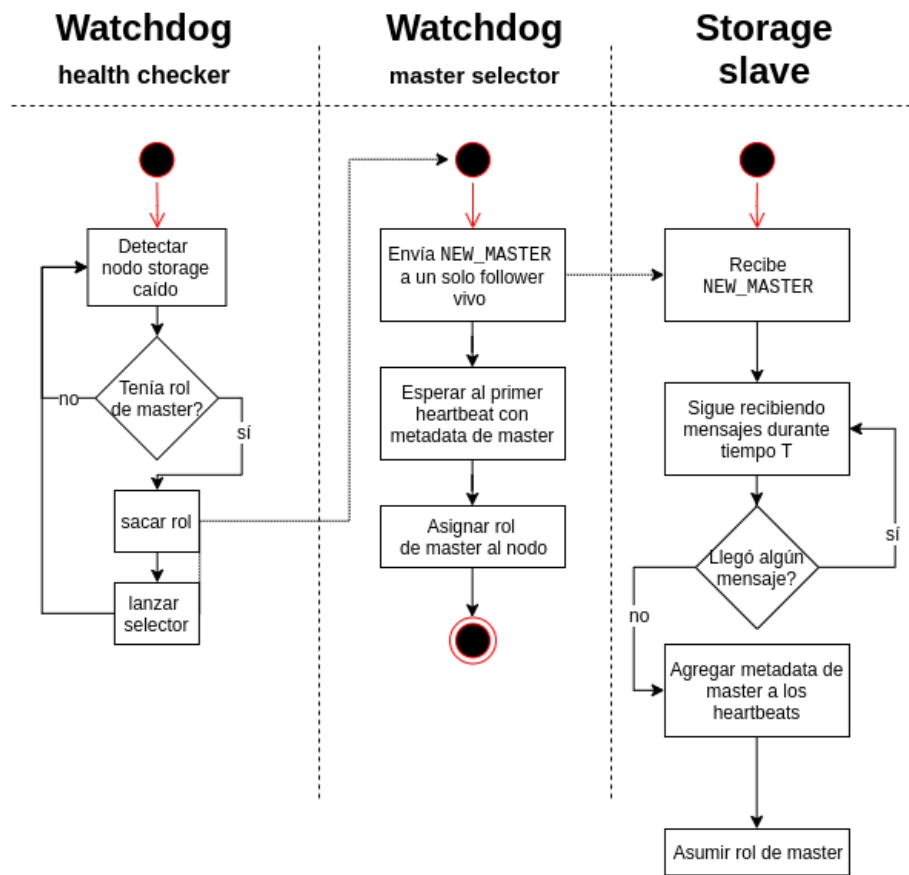 Watchdog
health checker
Watchdog
master selector
Storage
slave
Detectar
nodo storage
caído
Tenía rol
de master?
no
sí
sacar rol
lanzar
selector
Envía NEW_MASTER
a un solo follower
vivo
Esperar al primer
heartbeat con
metadata de master
Asignar rol
de master al nodo
Recibe
NEW_MASTER
Sigue recibiendo
mensajes durante
tiempo T
Llegó algún
mensaje?
sí
no
Agregar metadata de
master a los
heartbeats
Asumir rol de master